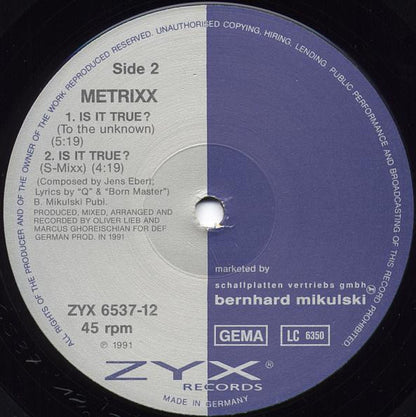 ALL RIGHTS OF THE PRODUCER AND OF THE OWNER OF THE WORK REPRODUCED RESERVED. UNAUTHORISED COPYING, HIRING, LENDING, PUBLIC PERFORMANCE AND BROADCASTING OF THIS RECORD PROHIBITED
Side 2
METRIXX
1. IS IT TRUE?
(To the unknown)
(5:19)
2. IS IT TRUE?
(S-Mixx) (4:19)
(Composed by Jens Ebert;
Lyrics by "Q" & "Born Master")
B. Mikulski Publ.
PRODUCED, MIXED, ARRANGED AND
RECORDED BY OLIVER LIEB AND
MARCUS GHOREISCHIAN FOR DEF
GERMAN PROD. IN 1991
marketed by
schallplatten vertriebs gmbh
bernhard mikulski
ZYX 6537-12
45 rpm
GEMA
LC 6350
℗ 1991
ZYX®
RECORDS
MADE IN GERMANY